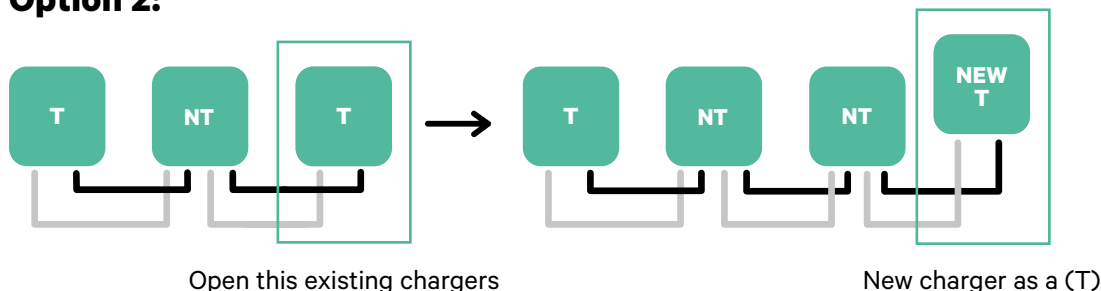 Option 2:
T
NT
T
T
NT
NT
NEW
T
Open this existing chargers
New charger as a (T)